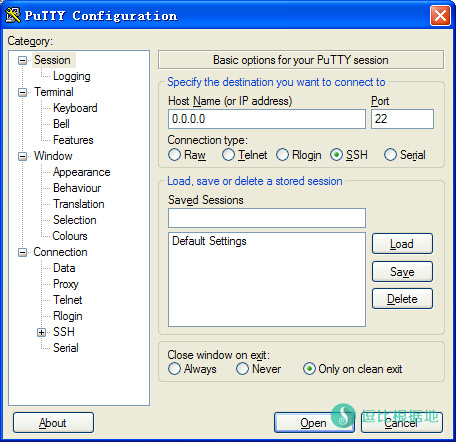 PuTTY Configuration
Category:
Session
Logging
Terminal
Keyboard
Bell
Features
Window
Appearance
Behaviour
Translation
Selection
Colours
Connection
Data
Proxy
Telnet
Rlogin
SSH
Serial
Basic options for your PuTTY session
Specify the destination you want to connect to
Host Name (or IP address) Port
0.0.0.0 22
Connection type:
Raw Telnet Rlogin SSH Serial
Load, save or delete a stored session
Saved Sessions
Default Settings
Load
Save
Delete
Close window on exit:
Always Never Only on clean exit
About Open Cancel
逗比根据地